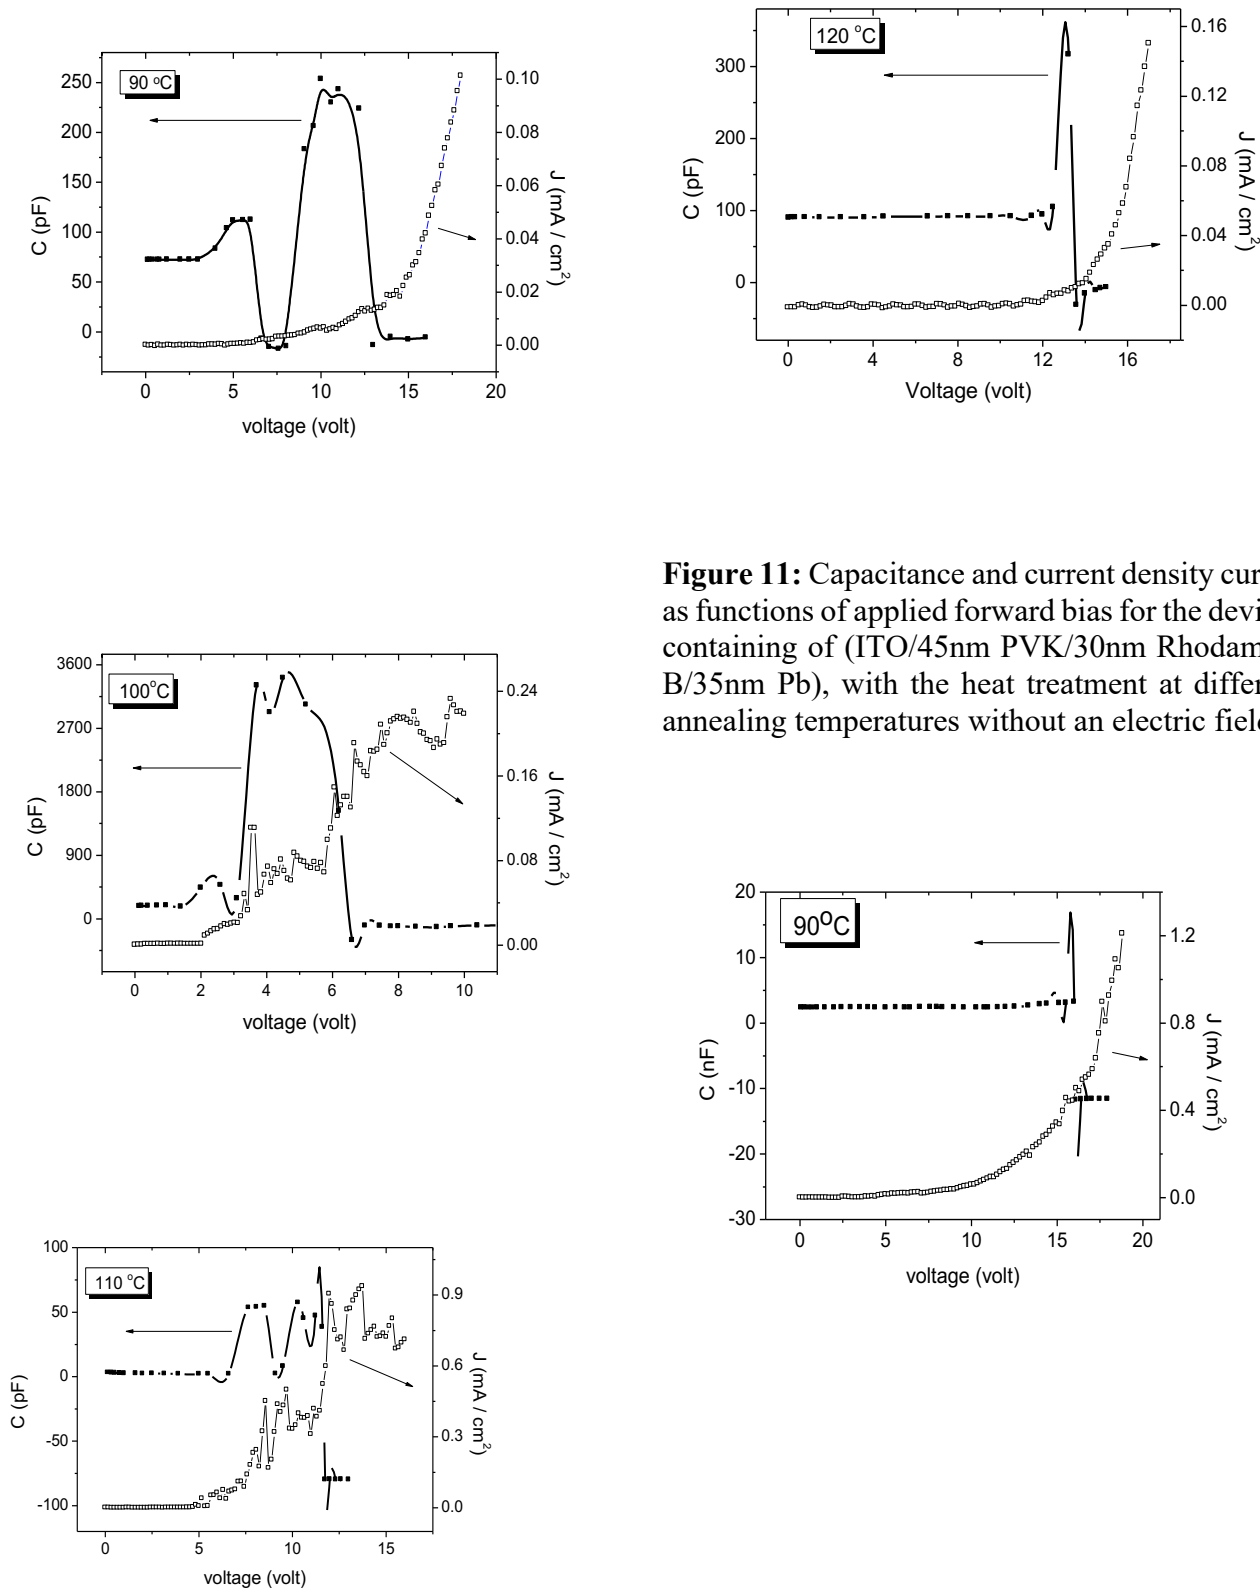 90 oC
250
200
150
100
50
0
C (pF)
0.10
0.08
0.06
0.04
0.02
0.00
J (mA / cm2)
0 5 10 15 20
voltage (volt)
120 oC
300
200
100
0
C (pF)
0.16
0.12
0.08
0.04
0.00
J (mA / cm2)
0 4 8 12 16
Voltage (volt)
Figure 11: Capacitance and current density cur
as functions of applied forward bias for the devi
containing of (ITO/45nm PVK/30nm Rhodam
B/35nm Pb), with the heat treatment at differ
annealing temperatures without an electric field
100oC
3600
2700
1800
900
0
C (pF)
0.24
0.16
0.08
0.00
J (mA / cm2)
0 2 4 6 8 10
voltage (volt)
90oC
20
10
0
-10
-20
-30
C (nF)
1.2
0.8
0.4
0.0
J (mA / cm2)
0 5 10 15 20
voltage (volt)
110 oC
100
50
0
-50
-100
C (pF)
0.9
0.6
0.3
0.0
J (mA / cm2)
0 5 10 15
voltage (volt)